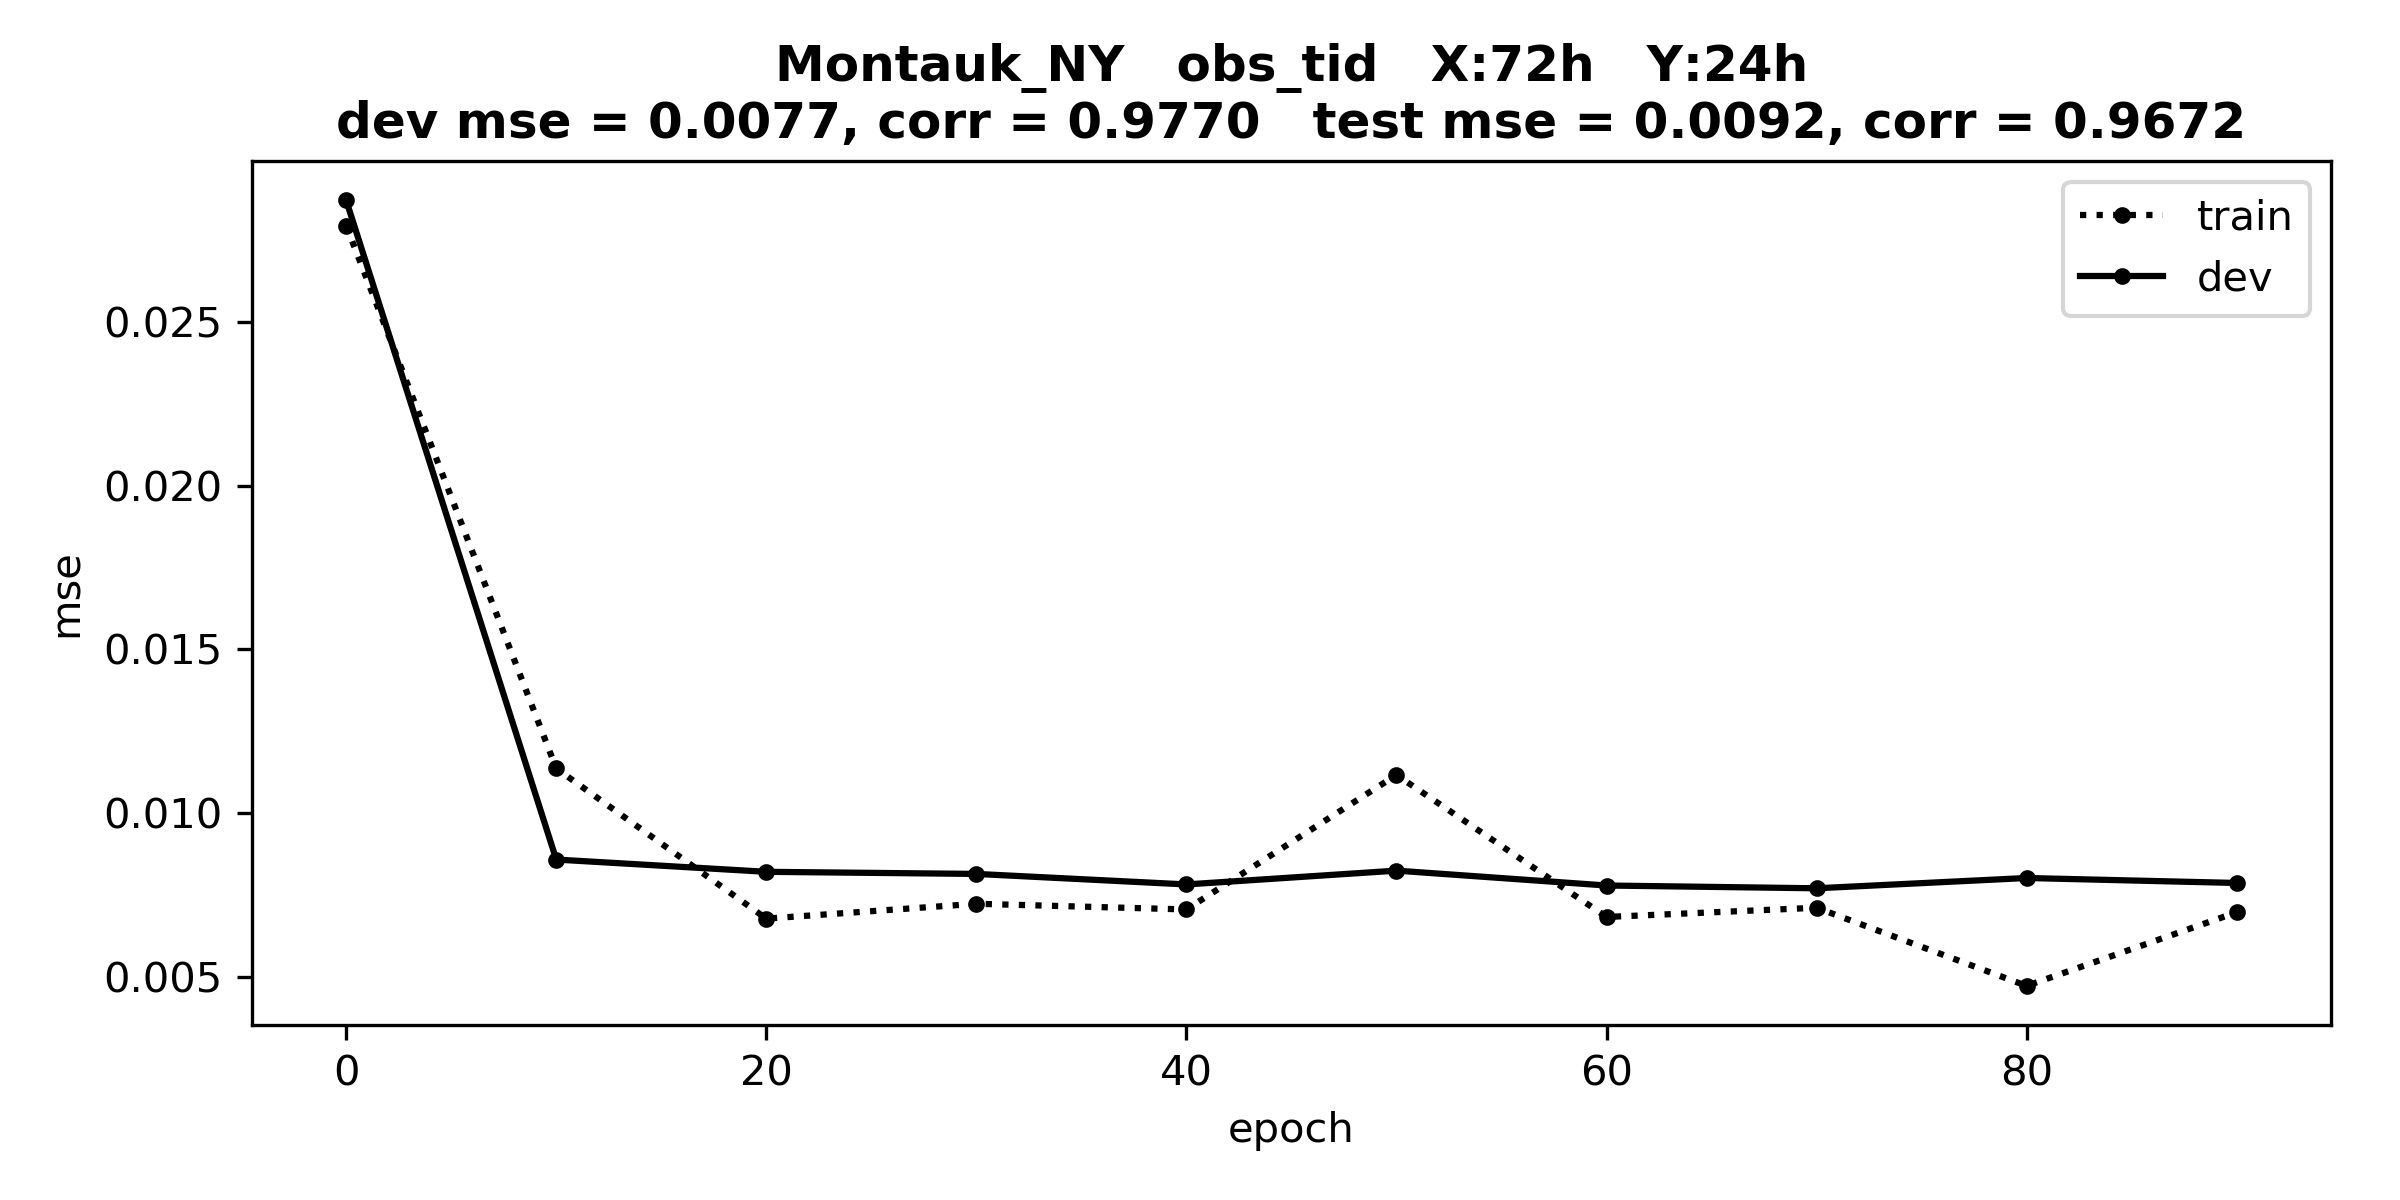 Montauk_NY obs_tid X:72h Y:24h
dev mse = 0.0077, corr = 0.9770 test mse = 0.0092, corr = 0.9672
train
dev
0.025
0.020
0.015
0.010
0.005
mse
0 20 40 60 80
epoch